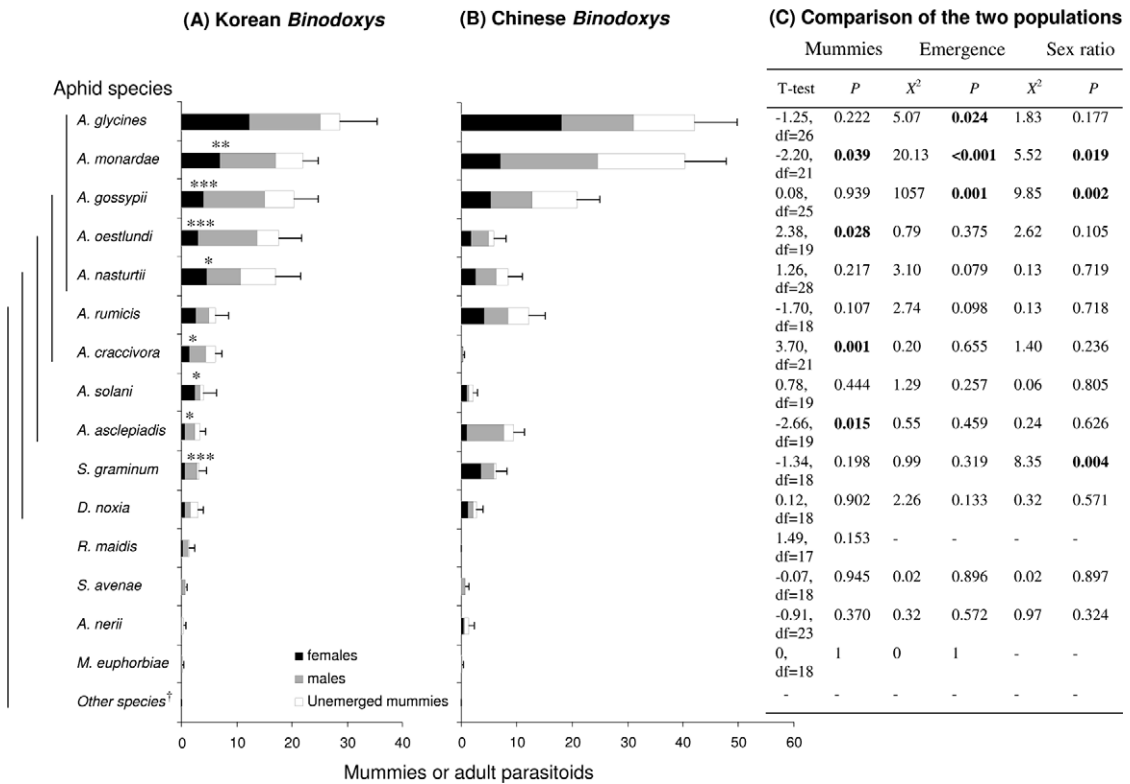 (A) Korean Binodoxys
(B) Chinese Binodoxys
(C) Comparison of the two populations
Mummies Emergence Sex ratio
T-test P X² P X² P
Aphid species
A. glycines
-1.25, df=26 0.222 5.07 0.024 1.83 0.177
A. monardae **
-2.20, df=21 0.039 20.13 <0.001 5.52 0.019
A. gossypii ***
0.08, df=25 0.939 1057 0.001 9.85 0.002
A. oestlundi ***
2.38, df=19 0.028 0.79 0.375 2.62 0.105
A. nasturtii *
1.26, df=28 0.217 3.10 0.079 0.13 0.719
A. rumicis
-1.70, df=18 0.107 2.74 0.098 0.13 0.718
A. craccivora *
3.70, df=21 0.001 0.20 0.655 1.40 0.236
A. solani *
0.78, df=19 0.444 1.29 0.257 0.06 0.805
A. asclepiadis *
-2.66, df=19 0.015 0.55 0.459 0.24 0.626
S. graminum ***
-1.34, df=18 0.198 0.99 0.319 8.35 0.004
D. noxia
0.12, df=18 0.902 2.26 0.133 0.32 0.571
R. maidis
1.49, df=17 0.153 - - - -
S. avenae
-0.07, df=18 0.945 0.02 0.896 0.02 0.897
A. nerii
-0.91, df=23 0.370 0.32 0.572 0.97 0.324
M. euphorbiae
0, df=18 1 0 1 - -
Other species†
- - - - - -
females
males
Unemerged mummies
0 10 20 30 40
0 10 20 30 40 50 60
Mummies or adult parasitoids